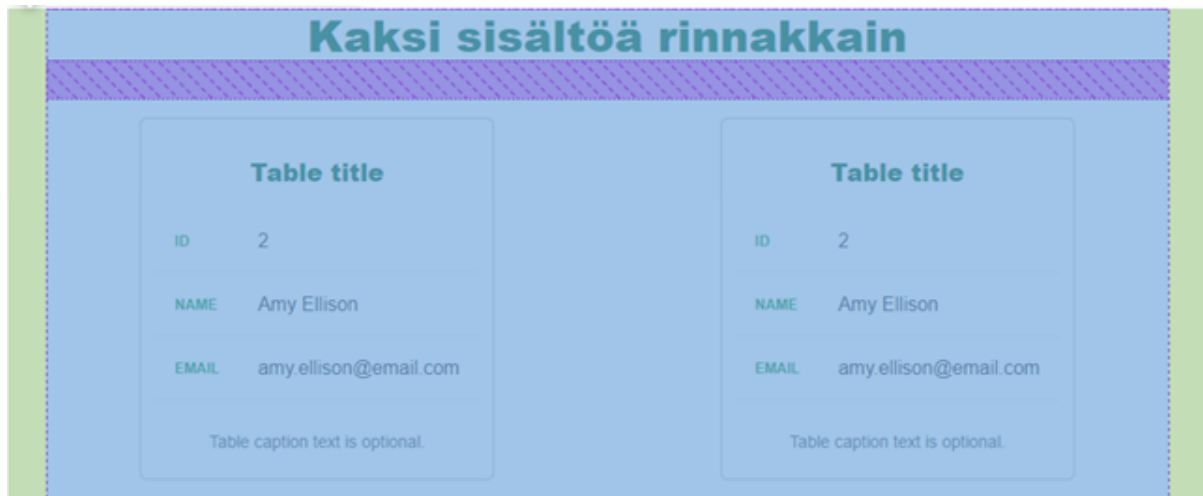 Kaksi sisältöä rinnakkain
Table title
ID 2
NAME Amy Ellison
EMAIL amy.ellison@email.com
Table caption text is optional.
Table title
ID 2
NAME Amy Ellison
EMAIL amy.ellison@email.com
Table caption text is optional.